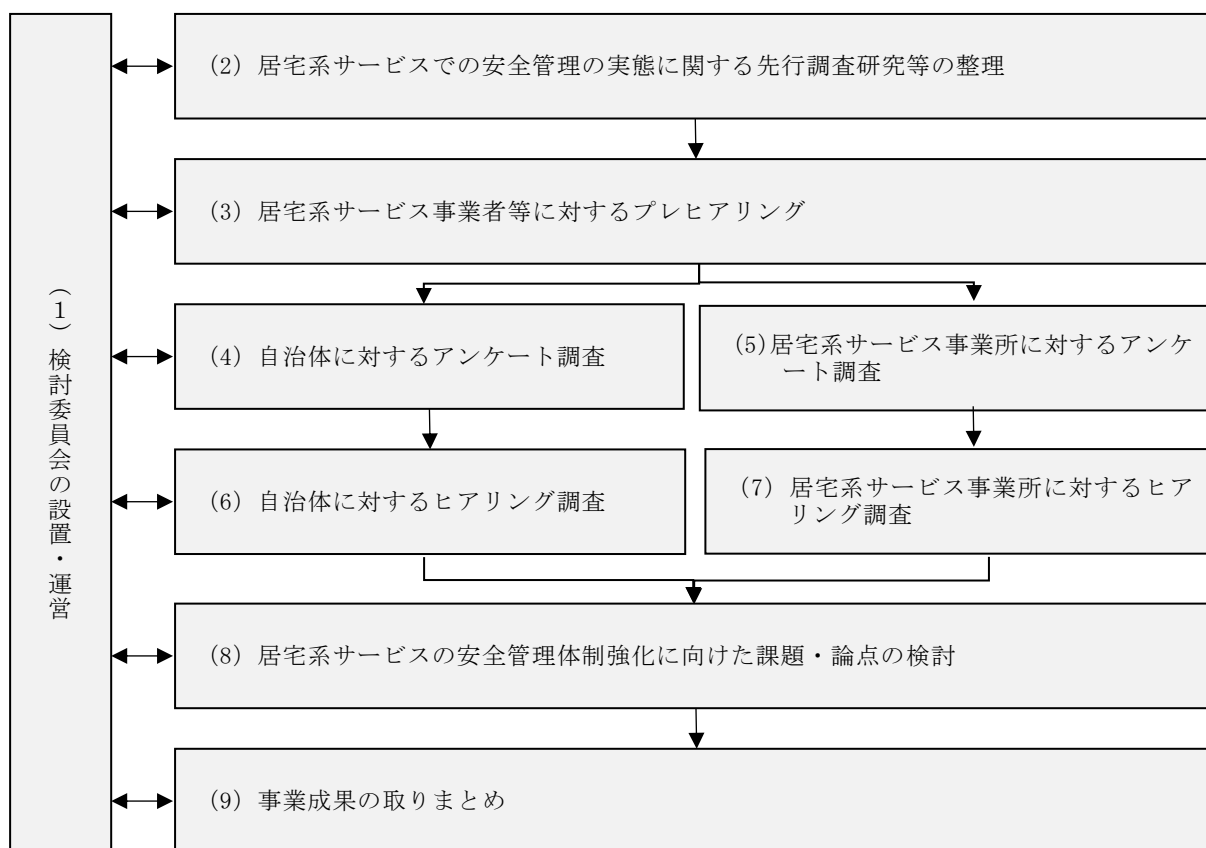 (1) 検討委員会の設置・運営
(2) 居宅系サービスでの安全管理の実態に関する先行調査研究等の整理
(3) 居宅系サービス事業者等に対するプレヒアリング
(4) 自治体に対するアンケート調査
(5)居宅系サービス事業所に対するアンケ
ート調査
(6) 自治体に対するヒアリング調査
(7) 居宅系サービス事業所に対するヒア
リング調査
(8) 居宅系サービスの安全管理体制強化に向けた課題・論点の検討
(9) 事業成果の取りまとめ